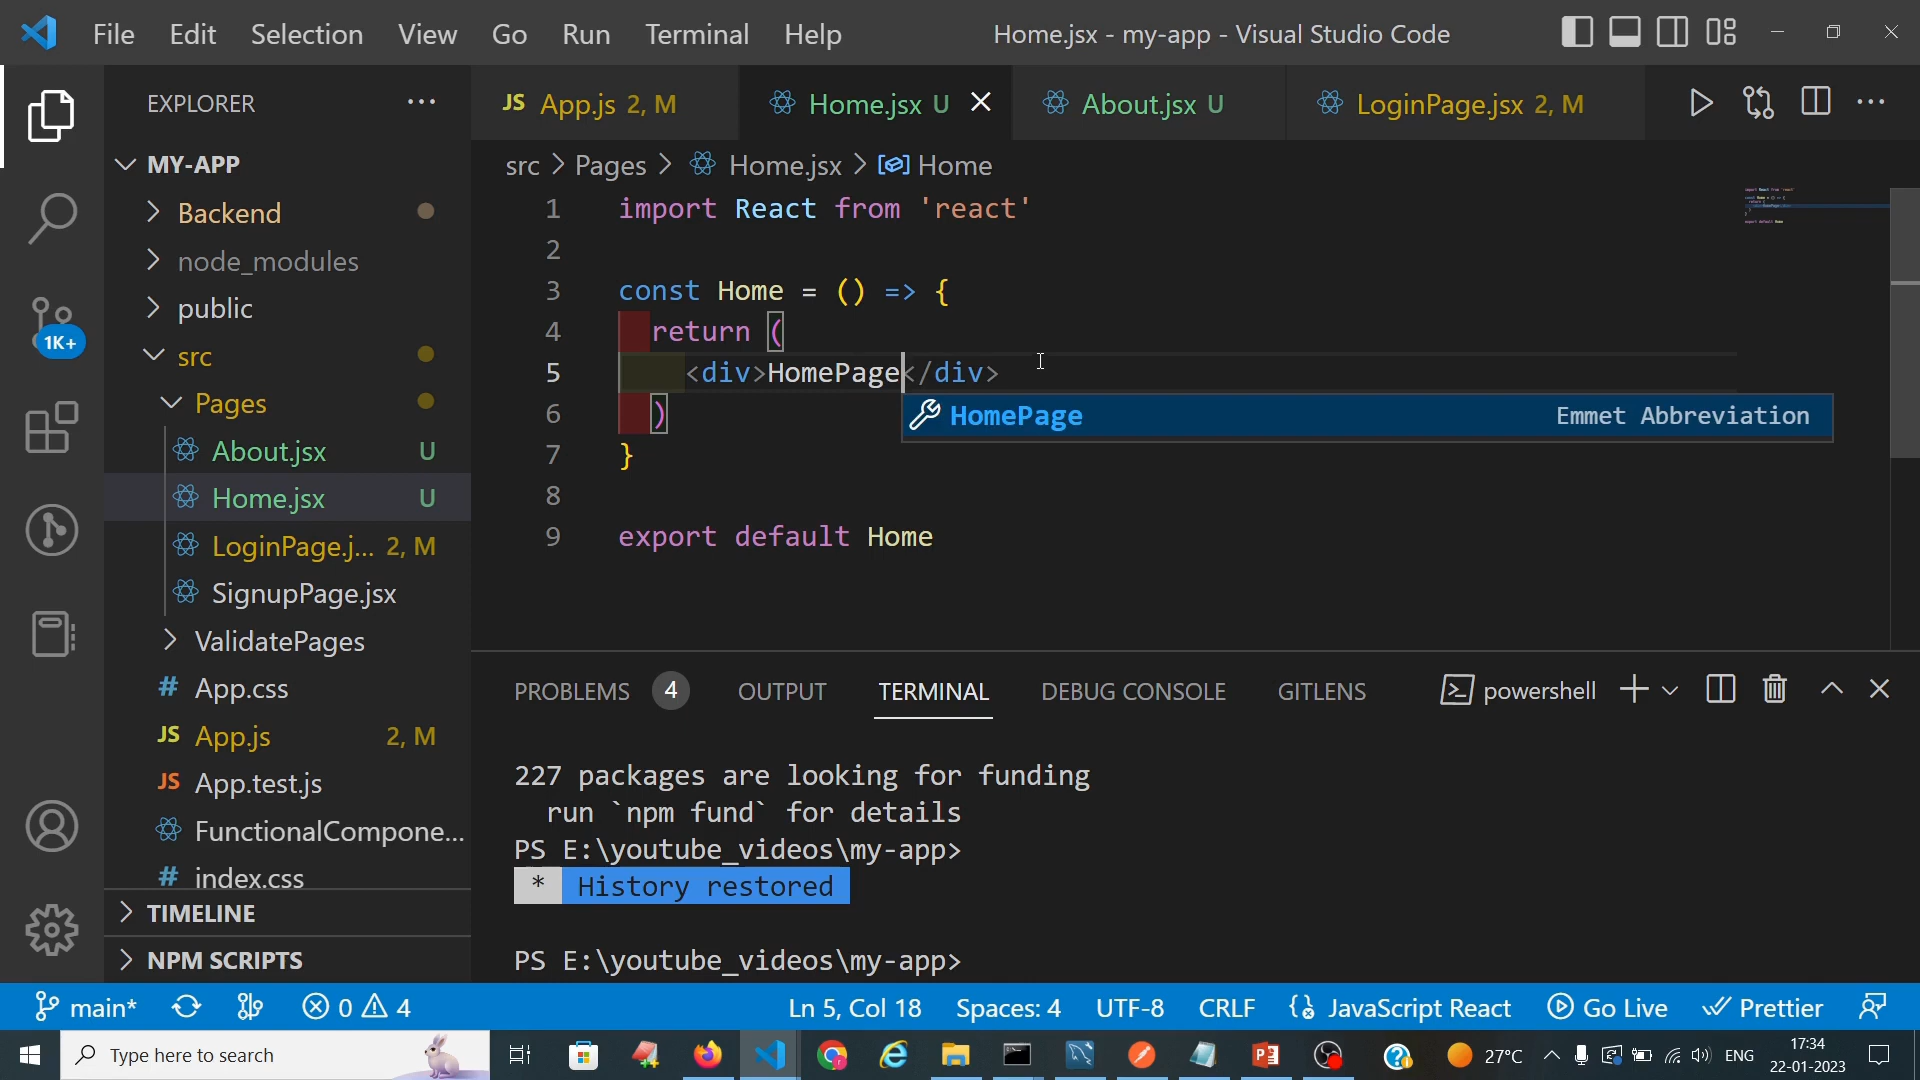 File Edit Selection View Go Run Terminal Help Home.jsx - my-app - Visual Studio Code
EXPLORER ...
MY-APP
Backend
node_modules
public
src
Pages
About.jsx U
Home.jsx U
LoginPage.j... 2, M
SignupPage.jsx
ValidatePages
# App.css
JS App.js 2, M
JS App.test.js
FunctionalCompone...
# index.css
TIMELINE
NPM SCRIPTS
1K+
JS App.js 2, M Home.jsx U About.jsx U LoginPage.jsx 2, M
src > Pages > Home.jsx > Home
1 import React from 'react'
2
3 const Home = () => {
4 return (
5 <div>HomePage</div>
6 )
7 }
8
9 export default Home
HomePage Emmet Abbreviation
PROBLEMS 4 OUTPUT TERMINAL DEBUG CONSOLE GITLENS powershell
227 packages are looking for funding
run `npm fund` for details
PS E:\youtube_videos\my-app>
* History restored
PS E:\youtube_videos\my-app>
main* 0 4 Ln 5, Col 18 Spaces: 4 UTF-8 CRLF JavaScript React Go Live Prettier
Type here to search 27°C ENG 17:34
22-01-2023